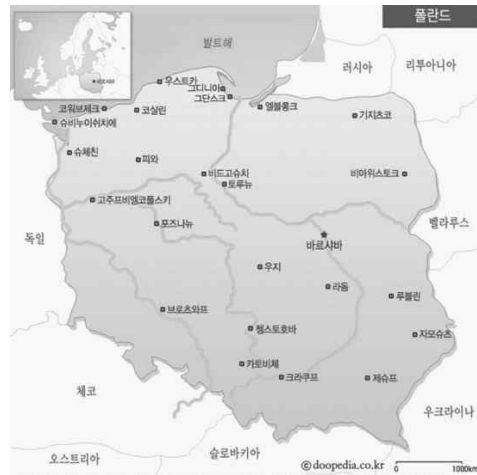 폴란드
발트해
러시아
리투아니아
우스트카
그디니아
그단스크
코워브제크
코살린
엘블롱크
기지츠코
슈비누이쉬치에
슈체친
피와
비드고슈치
토루뉴
비아위스토크
고주프비엘코폴스키
포즈나뉴
벨라루스
독일
바르샤바
우지
라돔
루블린
브로츠와프
쳉스토호바
자모슈츠
카토비체
크라쿠프
제슈프
체코
우크라이나
슬로바키아
오스트리아
ⓒdoopedia.co.kr
0 1000km